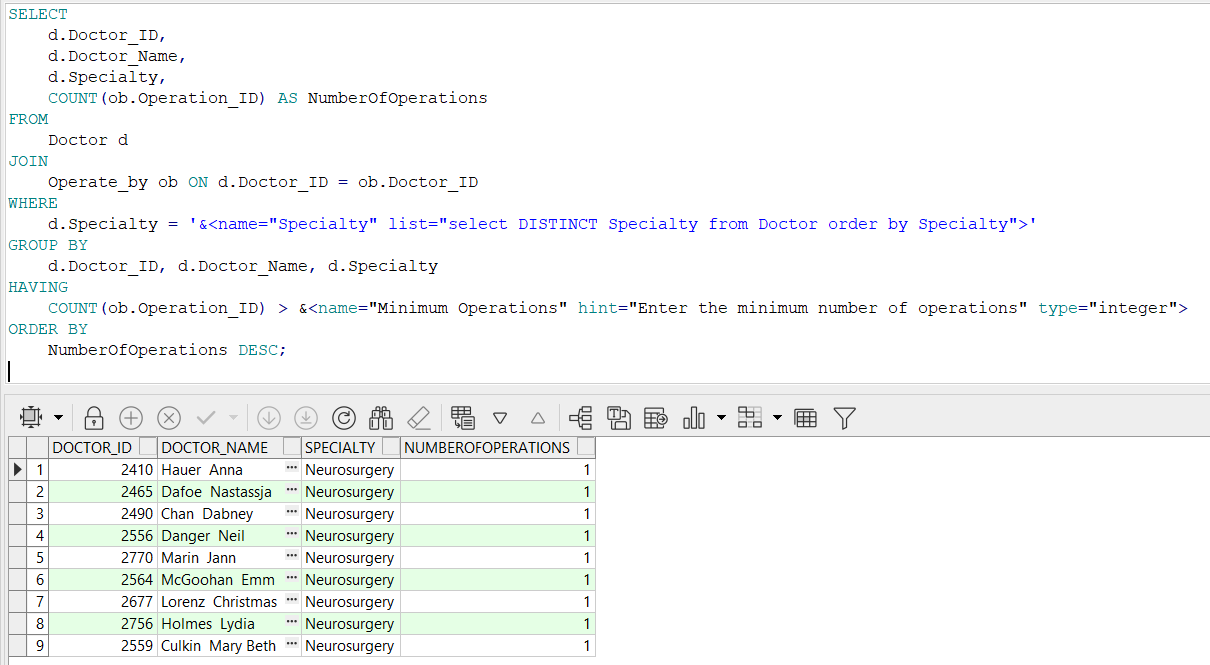 SELECT
d.Doctor_ID,
d.Doctor_Name,
d.Specialty,
COUNT(ob.Operation_ID) AS NumberOfOperations
FROM
Doctor d
JOIN
Operate_by ob ON d.Doctor_ID = ob.Doctor_ID
WHERE
d.Specialty = '&<name="Specialty" list="select DISTINCT Specialty from Doctor order by Specialty">'
GROUP BY
d.Doctor_ID, d.Doctor_Name, d.Specialty
HAVING
COUNT(ob.Operation_ID) > &<name="Minimum Operations" hint="Enter the minimum number of operations" type="integer">
ORDER BY
NumberOfOperations DESC;
DOCTOR_ID DOCTOR_NAME SPECIALTY NUMBEROFOPERATIONS
1 2410 Hauer Anna ··· Neurosurgery 1
2 2465 Dafoe Nastassja ··· Neurosurgery 1
3 2490 Chan Dabney ··· Neurosurgery 1
4 2556 Danger Neil ··· Neurosurgery 1
5 2770 Marin Jann ··· Neurosurgery 1
6 2564 McGoohan Emm ··· Neurosurgery 1
7 2677 Lorenz Christmas ··· Neurosurgery 1
8 2756 Holmes Lydia ··· Neurosurgery 1
9 2559 Culkin Mary Beth ··· Neurosurgery 1